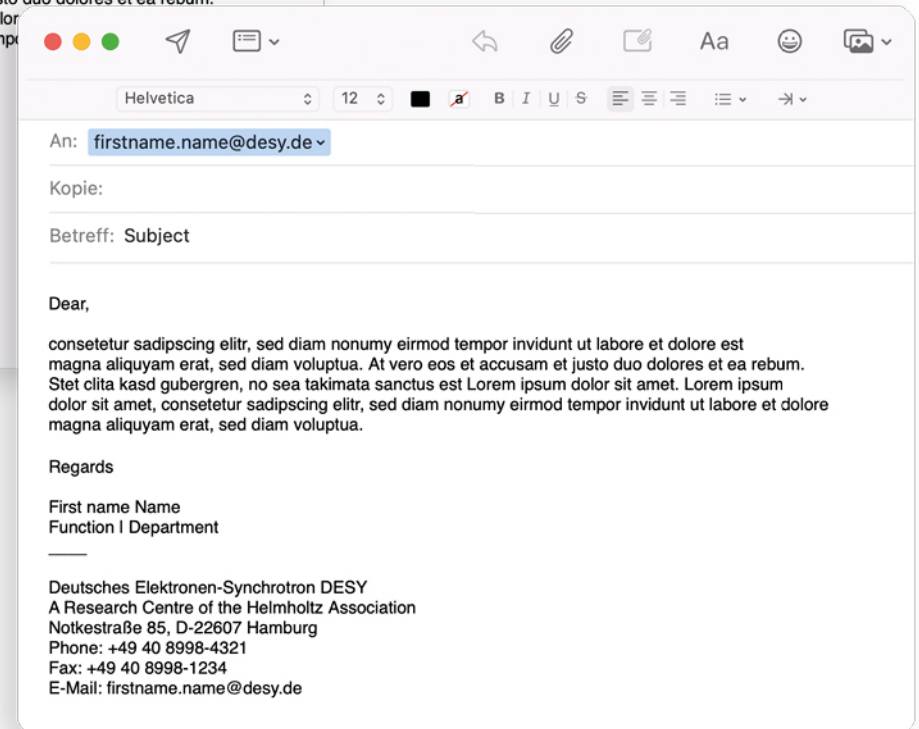 sto duo dolores et ea rebum.
Helvetica
12
a
B I U S
Aa
An: firstname.name@desy.de
Kopie:
Betreff: Subject
Dear,
consetetur sadipscing elitr, sed diam nonumy eirmod tempor invidunt ut labore et dolore est
magna aliquyam erat, sed diam voluptua. At vero eos et accusam et justo duo dolores et ea rebum.
Stet clita kasd gubergren, no sea takimata sanctus est Lorem ipsum dolor sit amet. Lorem ipsum
dolor sit amet, consetetur sadipscing elitr, sed diam nonumy eirmod tempor invidunt ut labore et dolore
magna aliquyam erat, sed diam voluptua.
Regards
First name Name
Function I Department
Deutsches Elektronen-Synchrotron DESY
A Research Centre of the Helmholtz Association
Notkestraße 85, D-22607 Hamburg
Phone: +49 40 8998-4321
Fax: +49 40 8998-1234
E-Mail: firstname.name@desy.de